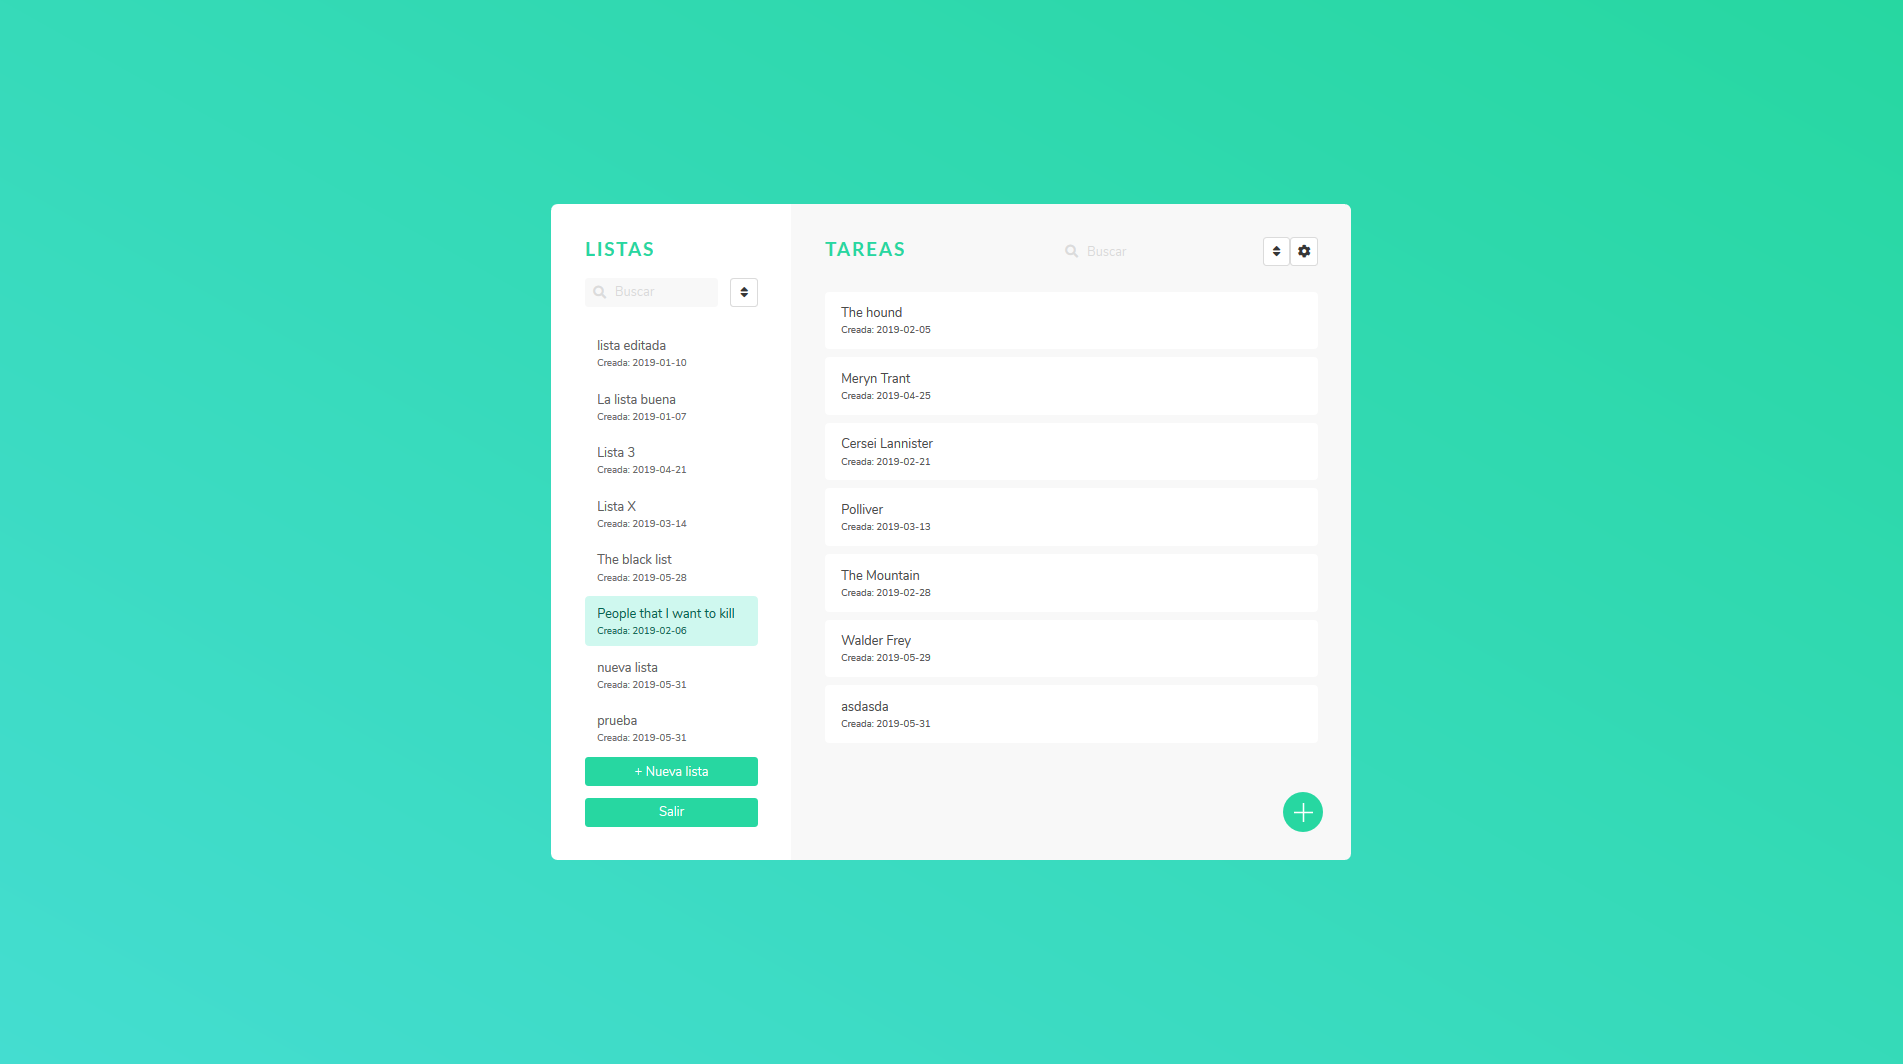 LISTAS
Buscar
lista editada
Creada: 2019-01-10
La lista buena
Creada: 2019-01-07
Lista 3
Creada: 2019-04-21
Lista X
Creada: 2019-03-14
The black list
Creada: 2019-05-28
People that I want to kill
Creada: 2019-02-06
nueva lista
Creada: 2019-05-31
prueba
Creada: 2019-05-31
+ Nueva lista
Salir
TAREAS
Buscar
The hound
Creada: 2019-02-05
Meryn Trant
Creada: 2019-04-25
Cersei Lannister
Creada: 2019-02-21
Polliver
Creada: 2019-03-13
The Mountain
Creada: 2019-02-28
Walder Frey
Creada: 2019-05-29
asdasda
Creada: 2019-05-31